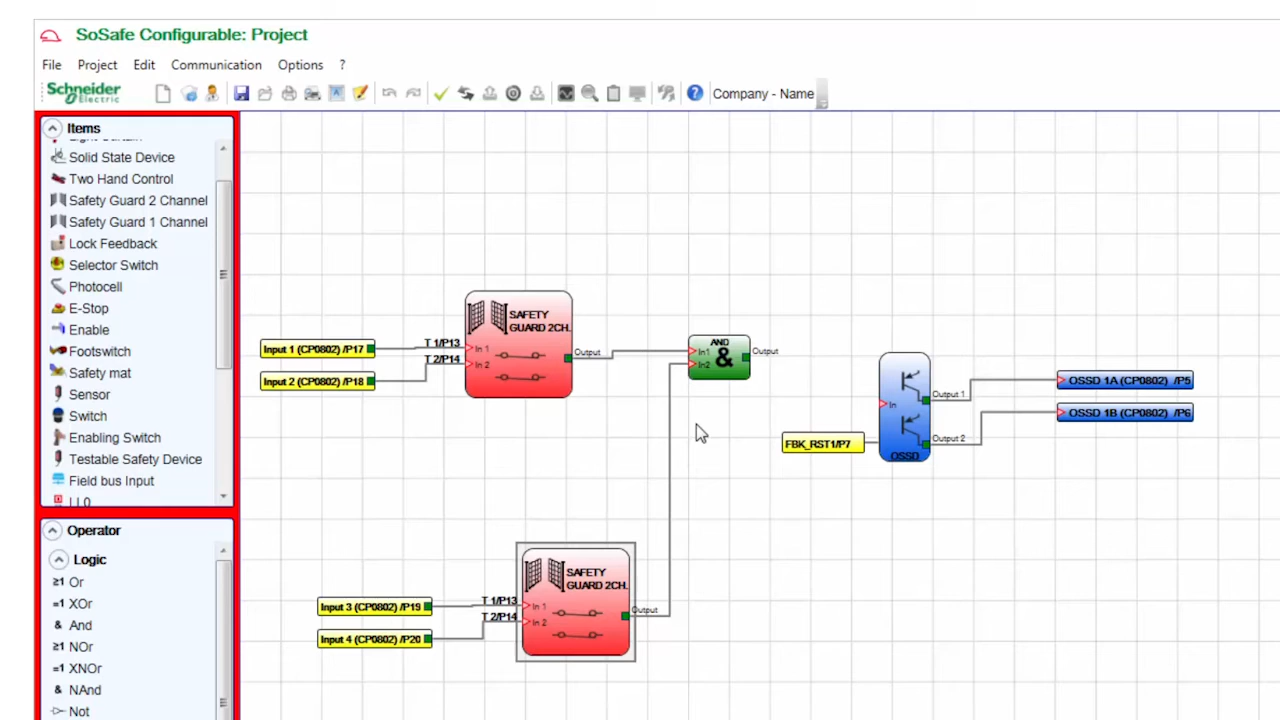 SoSafe Configurable: Project
File Project Edit Communication Options ?
Schneider Electric
Company - Name
Items
Light Curtain
Solid State Device
Two Hand Control
Safety Guard 2 Channel
Safety Guard 1 Channel
Lock Feedback
Selector Switch
Photocell
E-Stop
Enable
Footswitch
Safety mat
Sensor
Switch
Enabling Switch
Testable Safety Device
Field bus Input
LL0
Operator
Logic
≥1 Or
=1 XOr
& And
≥1 NOr
=1 XNOr
& NAnd
Not
Input 1 (CP0802) /P17
Input 2 (CP0802) /P18
T 1/P13
T 2/P14
SAFETY
GUARD 2CH.
In 1
In 2
Output
AND
&
In1
In2
Output
FBK_RST1/P7
In
Output 1
Output 2
OSSD
OSSD 1A (CP0802) /P5
OSSD 1B (CP0802) /P6
Input 3 (CP0802) /P19
Input 4 (CP0802) /P20
T 1/P13
T 2/P14
SAFETY
GUARD 2CH.
In 1
In 2
Output